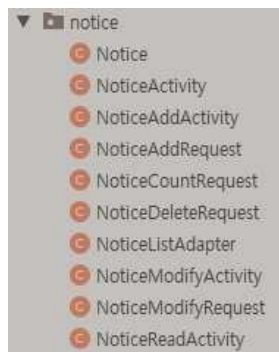 notice
Notice
NoticeActivity
NoticeAddActivity
NoticeAddRequest
NoticeCountRequest
NoticeDeleteRequest
NoticeListAdapter
NoticeModifyActivity
NoticeModifyRequest
NoticeReadActivity